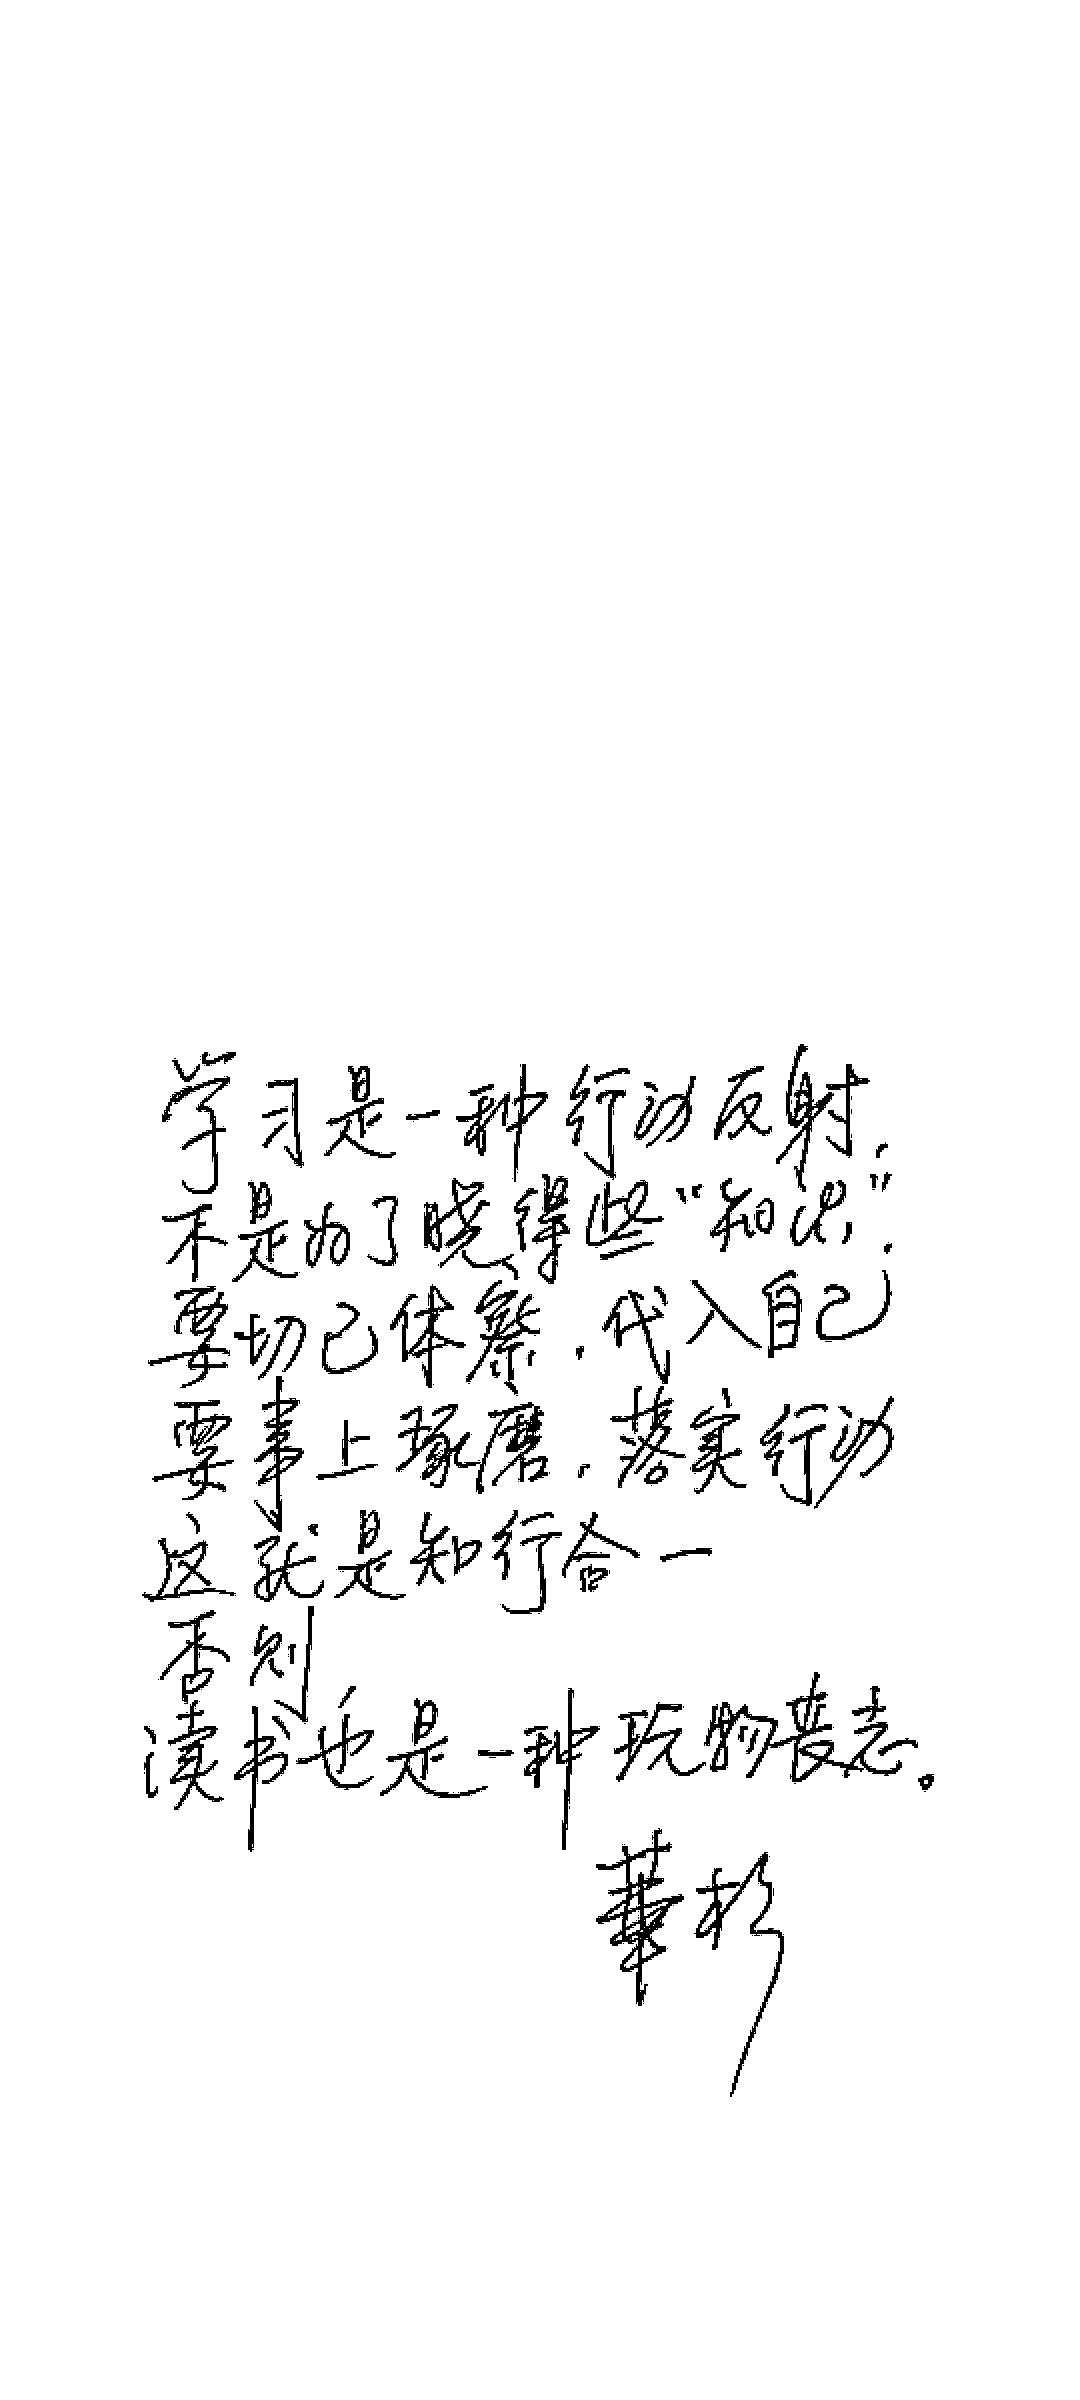 学习是一种行动反射，
不是为了晓得些“知识”，
要切己体察，代入自己
要事上琢磨，落实行动
这就是知行合一
否则
读书也是一种玩物丧志。
華杉